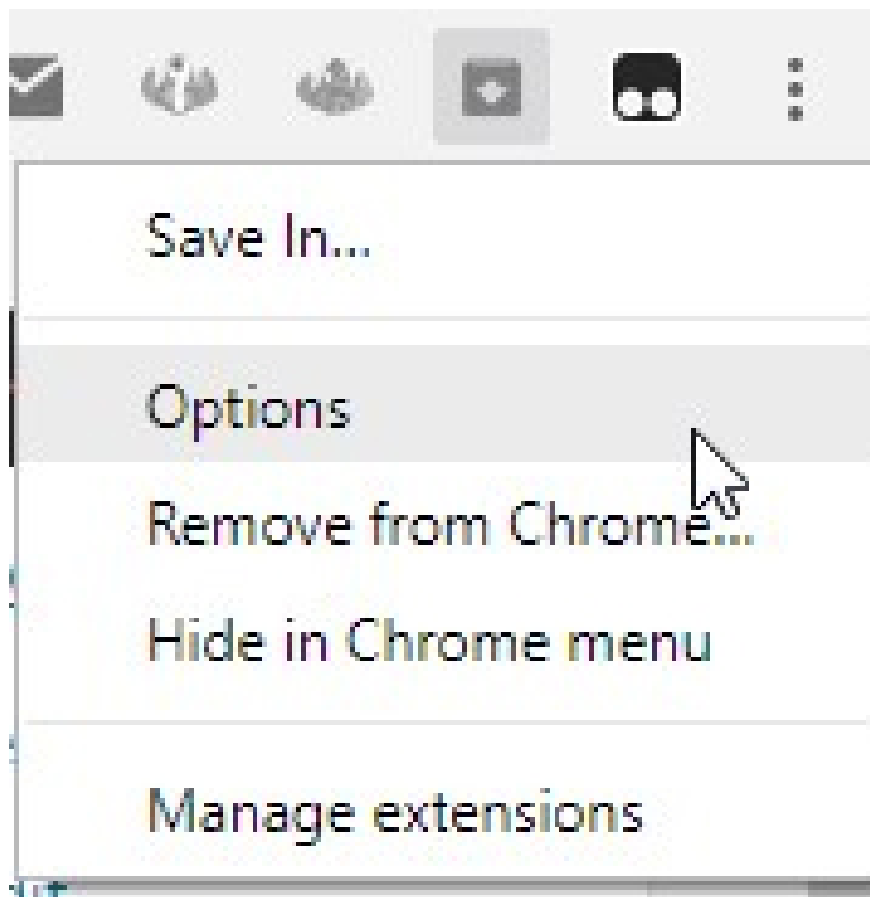 Save In...
Options
Remove from Chrome...
Hide in Chrome menu
Manage extensions